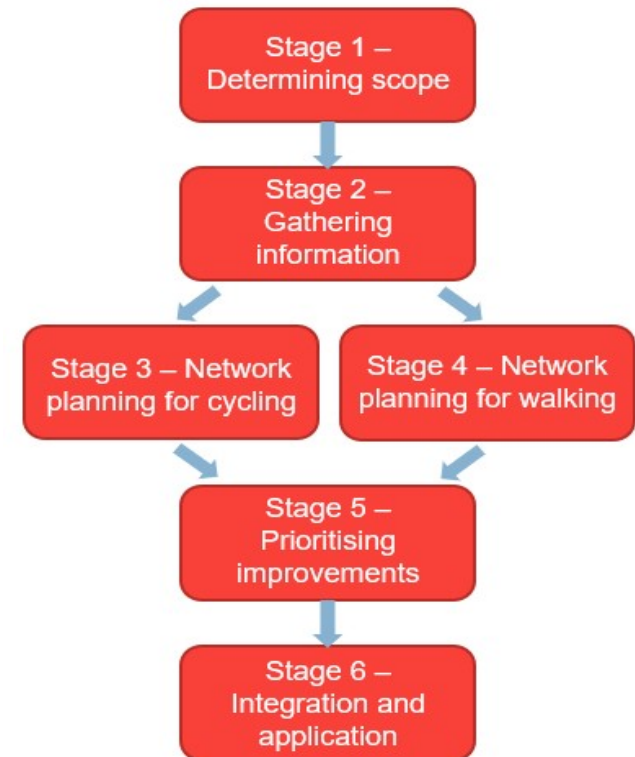 Stage 1 –
Determining scope
Stage 2 –
Gathering
information
Stage 3 – Network
planning for cycling
Stage 4 – Network
planning for walking
Stage 5 –
Prioritising
improvements
Stage 6 –
Integration and
application